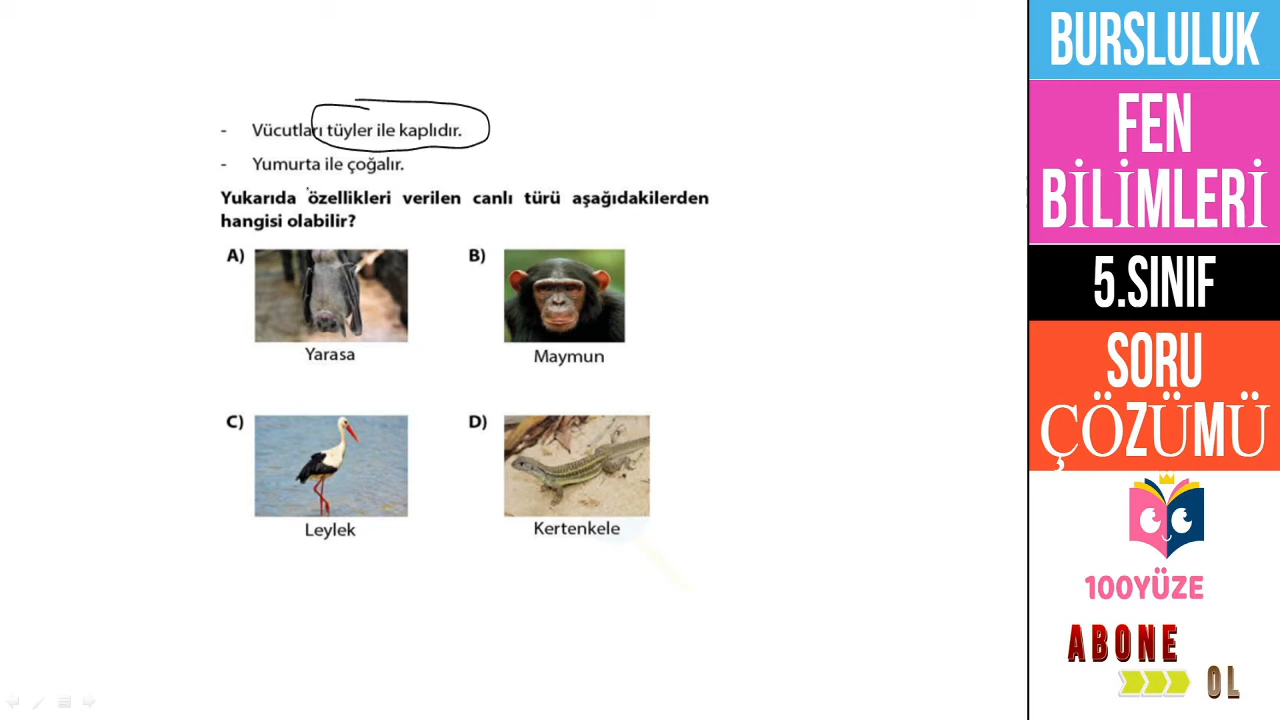 - Vücutları tüyler ile kaplıdır.
- Yumurta ile çoğalır.
Yukarıda özellikleri verilen canlı türü aşağıdakilerden
hangisi olabilir?
A)
Yarasa
B)
Maymun
C)
Leylek
D)
Kertenkele
BURSLULUK
FEN
BİLİMLERİ
5.SINIF
SORU
ÇÖZÜMÜ
100YÜZE
ABONE
OL